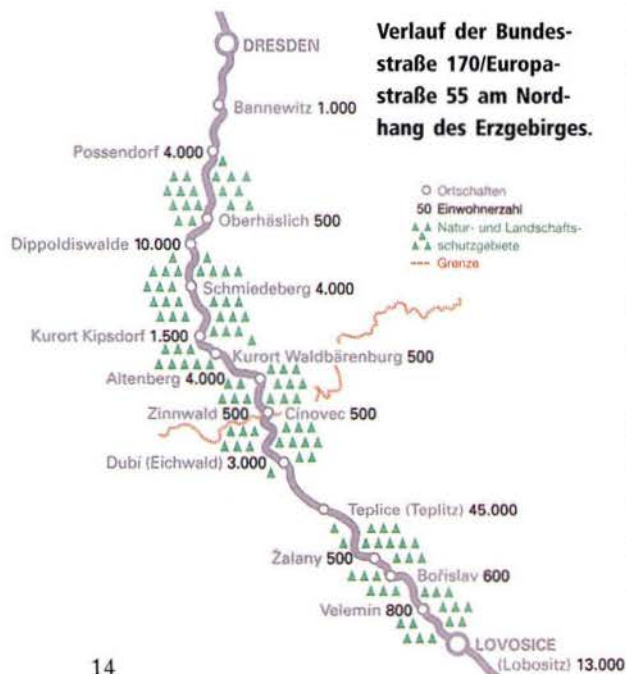 Verlauf der Bundes-
straße 170/Europa-
straße 55 am Nord-
hang des Erzgebirges.
DRESDEN
Bannewitz 1.000
Possendorf 4.000
○ Ortschaften
50 Einwohnerzahl
Natur- und Landschafts-
schutzgebiete
Grenze
Oberhäslich 500
Dippoldiswalde 10.000
Schmiedeberg 4.000
Kurort Kipsdorf 1.500
Kurort Waldbärenburg 500
Altenberg 4.000
Zinnwald 500
Cínovec 500
Dubí (Eichwald) 3.000
Teplice (Teplitz) 45.000
Žalany 500
Bořislav 600
Velemín 800
LOVOSICE
(Lobositz) 13.000
14